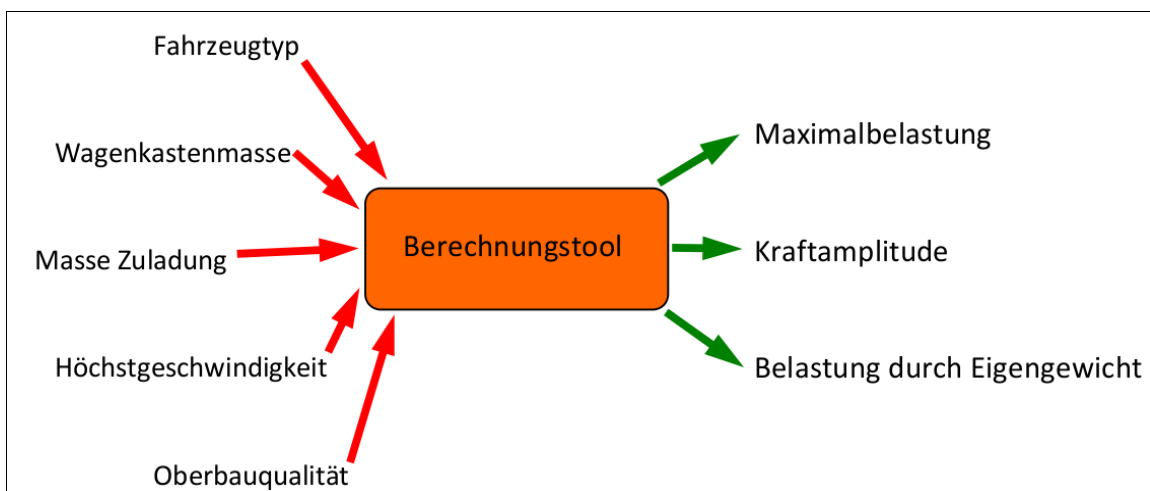 Fahrzeugtyp
Wagenkastenmasse
Masse Zuladung
Höchstgeschwindigkeit
Oberbauqualität
Berechnungstool
Maximalbelastung
Kraftamplitude
Belastung durch Eigengewicht